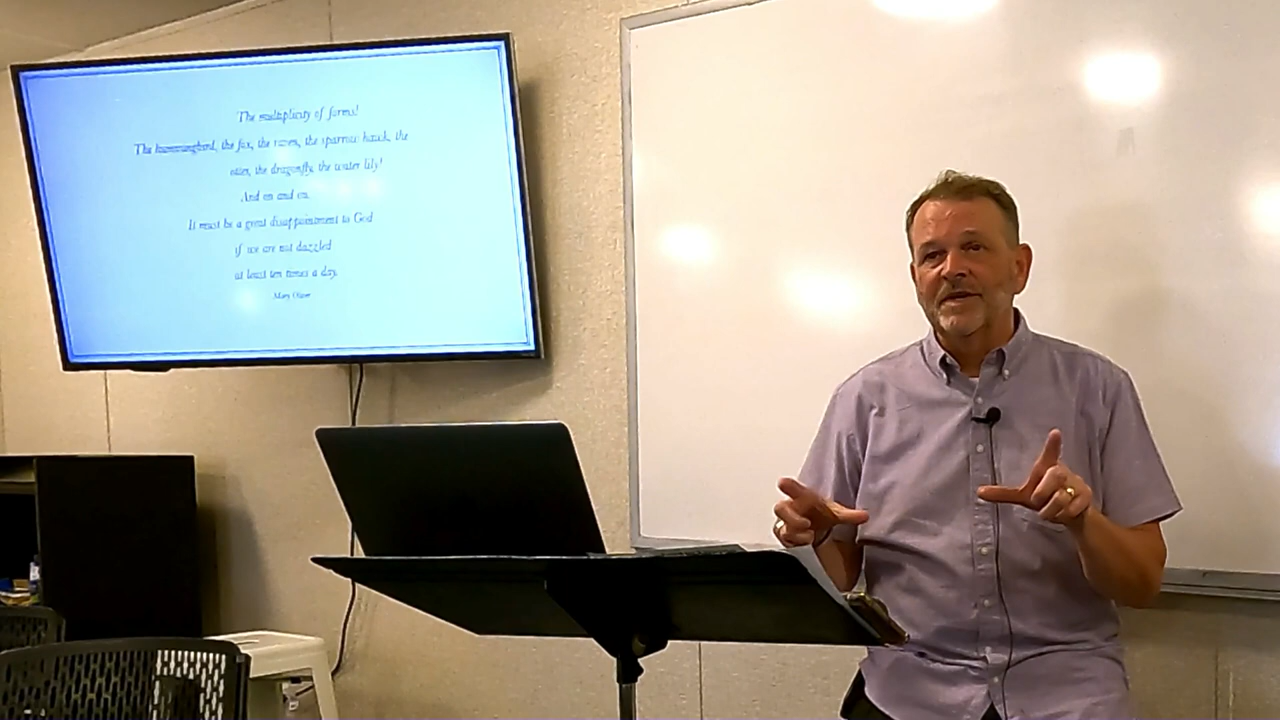 The multiplicity of forms!
The hummingbird, the fox, the raven, the sparrow hawk, the
otter, the dragonfly, the water lily!
And on and on.
It must be a great disappointment to God
if we are not dazzled
at least ten times a day.
Mary Oliver